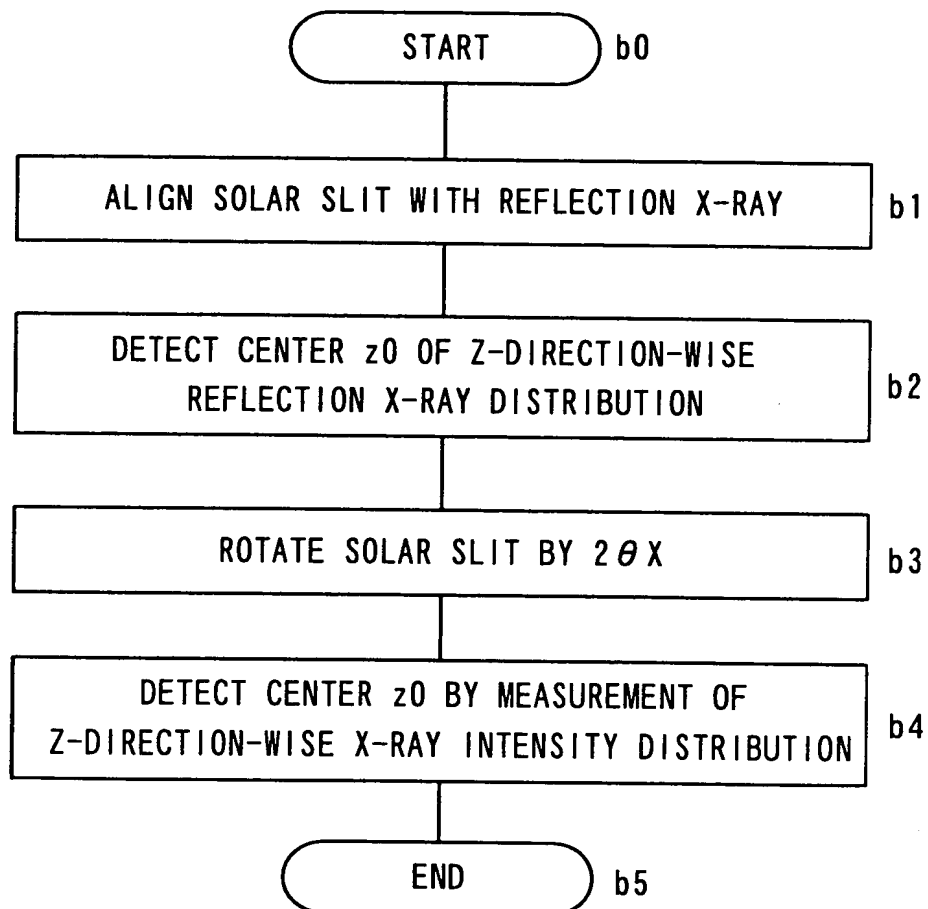 START b0
ALIGN SOLAR SLIT WITH REFLECTION X-RAY b1
DETECT CENTER z0 OF Z-DIRECTION-WISE
REFLECTION X-RAY DISTRIBUTION b2
ROTATE SOLAR SLIT BY 2θX b3
DETECT CENTER z0 BY MEASUREMENT OF
Z-DIRECTION-WISE X-RAY INTENSITY DISTRIBUTION b4
END b5